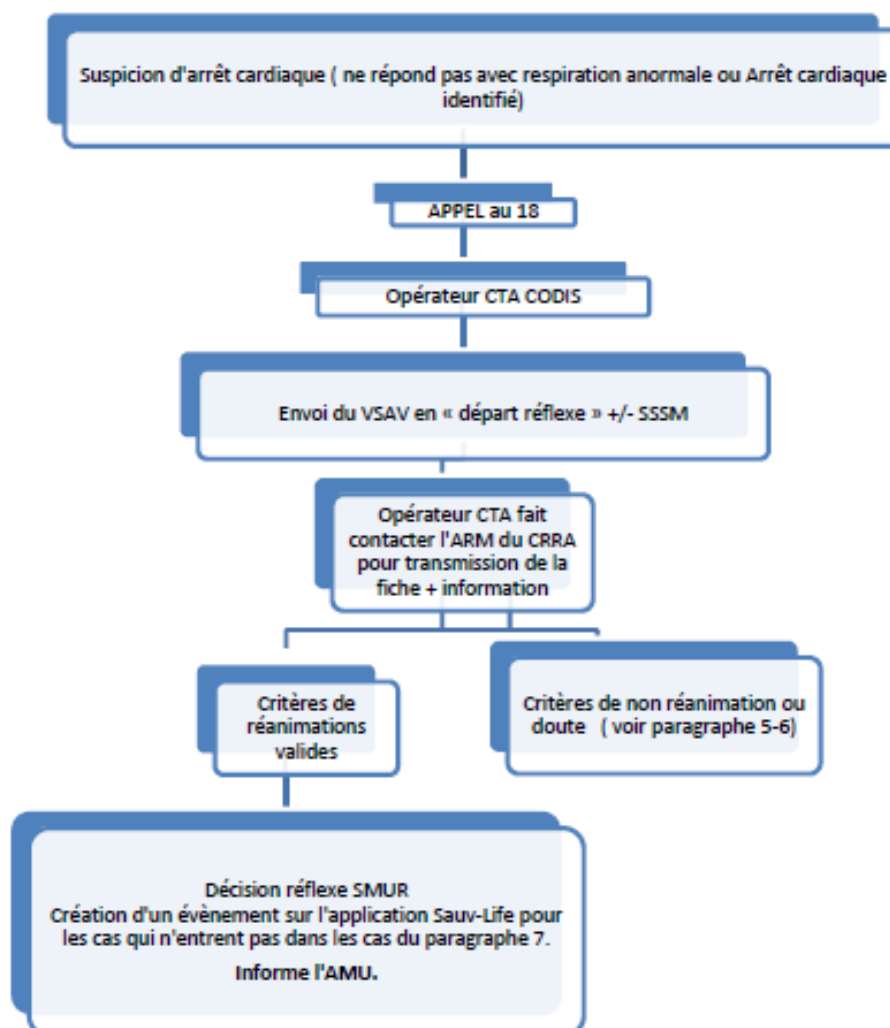 Suspicion d'arrêt cardiaque ( ne répond pas avec respiration anormale ou Arrêt cardiaque
identifié)
APPEL au 18
Opérateur CTA CODIS
Envoi du VSAV en « départ réflexe » +/- SSSM
Opérateur CTA fait
contacter l'ARM du CRRA
pour transmission de la
fiche + information
Critères de
réanimations
valides
Critères de non réanimation ou
doute ( voir paragraphe 5-6)
Décision réflexe SMUR
Création d'un évènement sur l'application Sauv-Life pour
les cas qui n'entrent pas dans les cas du paragraphe 7.
Informe l'AMU.